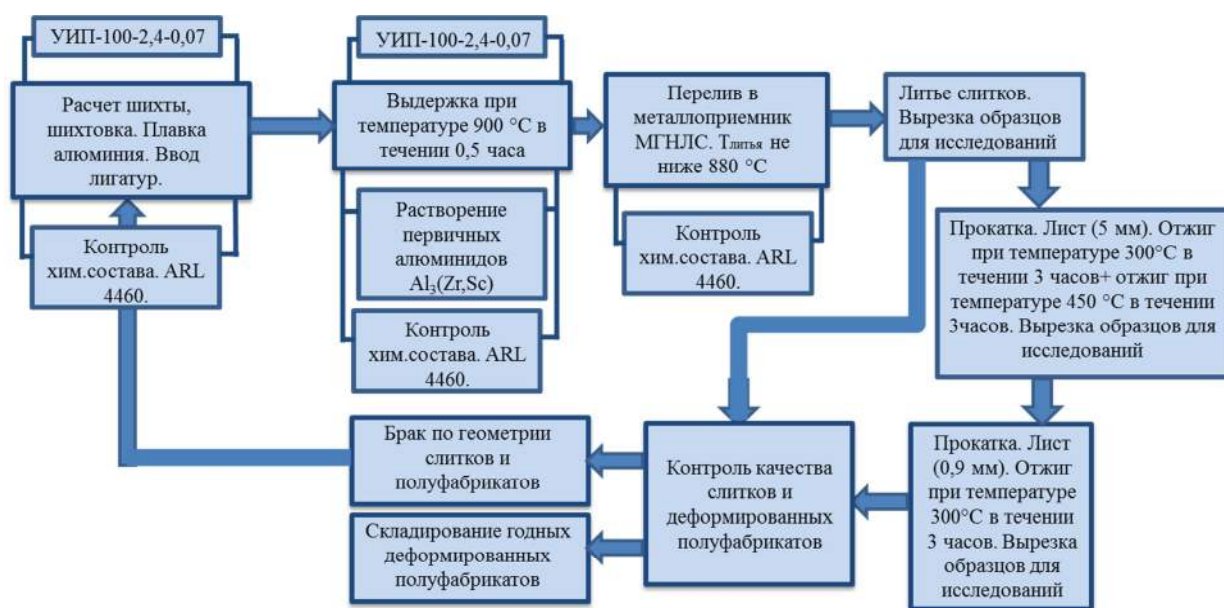 УИП-100-2,4-0,07
Расчет шихты,
шихтовка. Плавка
алюминия. Ввод
лигатур.
Контроль
хим.состава. ARL
4460.
УИП-100-2,4-0,07
Выдержка при
температуре 900 °С в
течении 0,5 часа
Растворение
первичных
алюминидов
Al₃(Zr,Sc)
Контроль
хим.состава. ARL
4460.
Перелив в
металлоприемник
МГНЛС. Tлитья не
ниже 880 °С
Контроль
хим.состава. ARL
4460.
Литье слитков.
Вырезка образцов
для исследований
Прокатка. Лист (5 мм). Отжиг
при температуре 300°С в
течении 3 часов+ отжиг при
температуре 450 °С в течении
3часов. Вырезка образцов для
исследований
Прокатка. Лист
(0,9 мм). Отжиг
при температуре
300°С в течении
3 часов. Вырезка
образцов для
исследований
Контроль качества
слитков и
деформированных
полуфабрикатов
Брак по геометрии
слитков и
полуфабрикатов
Складирование годных
деформированных
полуфабрикатов